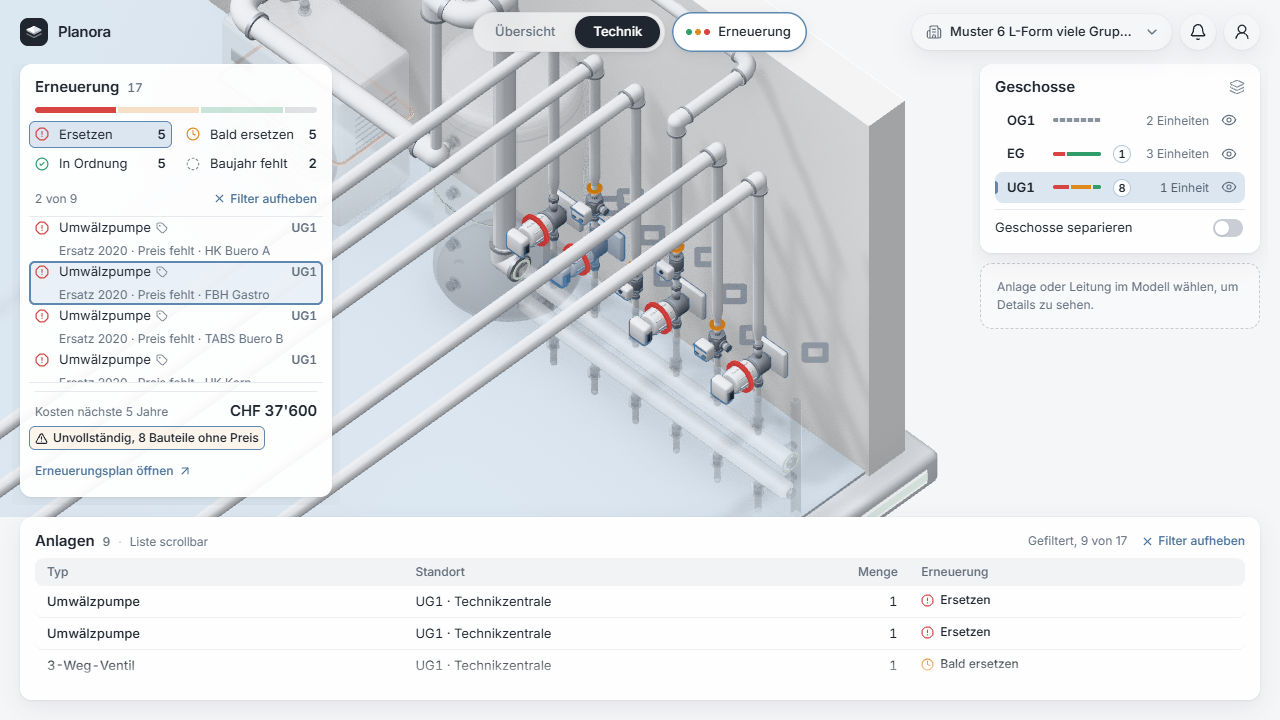 Planora
Übersicht
Technik
Erneuerung
Muster 6 L-Form viele Grup...
Erneuerung 17
Ersetzen 5
Bald ersetzen 5
In Ordnung 5
Baujahr fehlt 2
2 von 9
Filter aufheben
Umwälzpumpe UG1
Ersatz 2020 · Preis fehlt · HK Buero A
Umwälzpumpe UG1
Ersatz 2020 · Preis fehlt · FBH Gastro
Umwälzpumpe UG1
Ersatz 2020 · Preis fehlt · TABS Buero B
Umwälzpumpe UG1
Ersatz 2020 · Preis fehlt · HK Kern
Kosten nächste 5 Jahre CHF 37'600
Unvollständig, 8 Bauteile ohne Preis
Erneuerungsplan öffnen
Geschosse
OG1 2 Einheiten
EG 1 3 Einheiten
UG1 8 1 Einheit
Geschosse separieren
Anlage oder Leitung im Modell wählen, um
Details zu sehen.
Anlagen 9 · Liste scrollbar
Gefiltert, 9 von 17
Filter aufheben
Typ Standort Menge Erneuerung
Umwälzpumpe UG1 · Technikzentrale 1 Ersetzen
Umwälzpumpe UG1 · Technikzentrale 1 Ersetzen
3-Weg-Ventil UG1 · Technikzentrale 1 Bald ersetzen